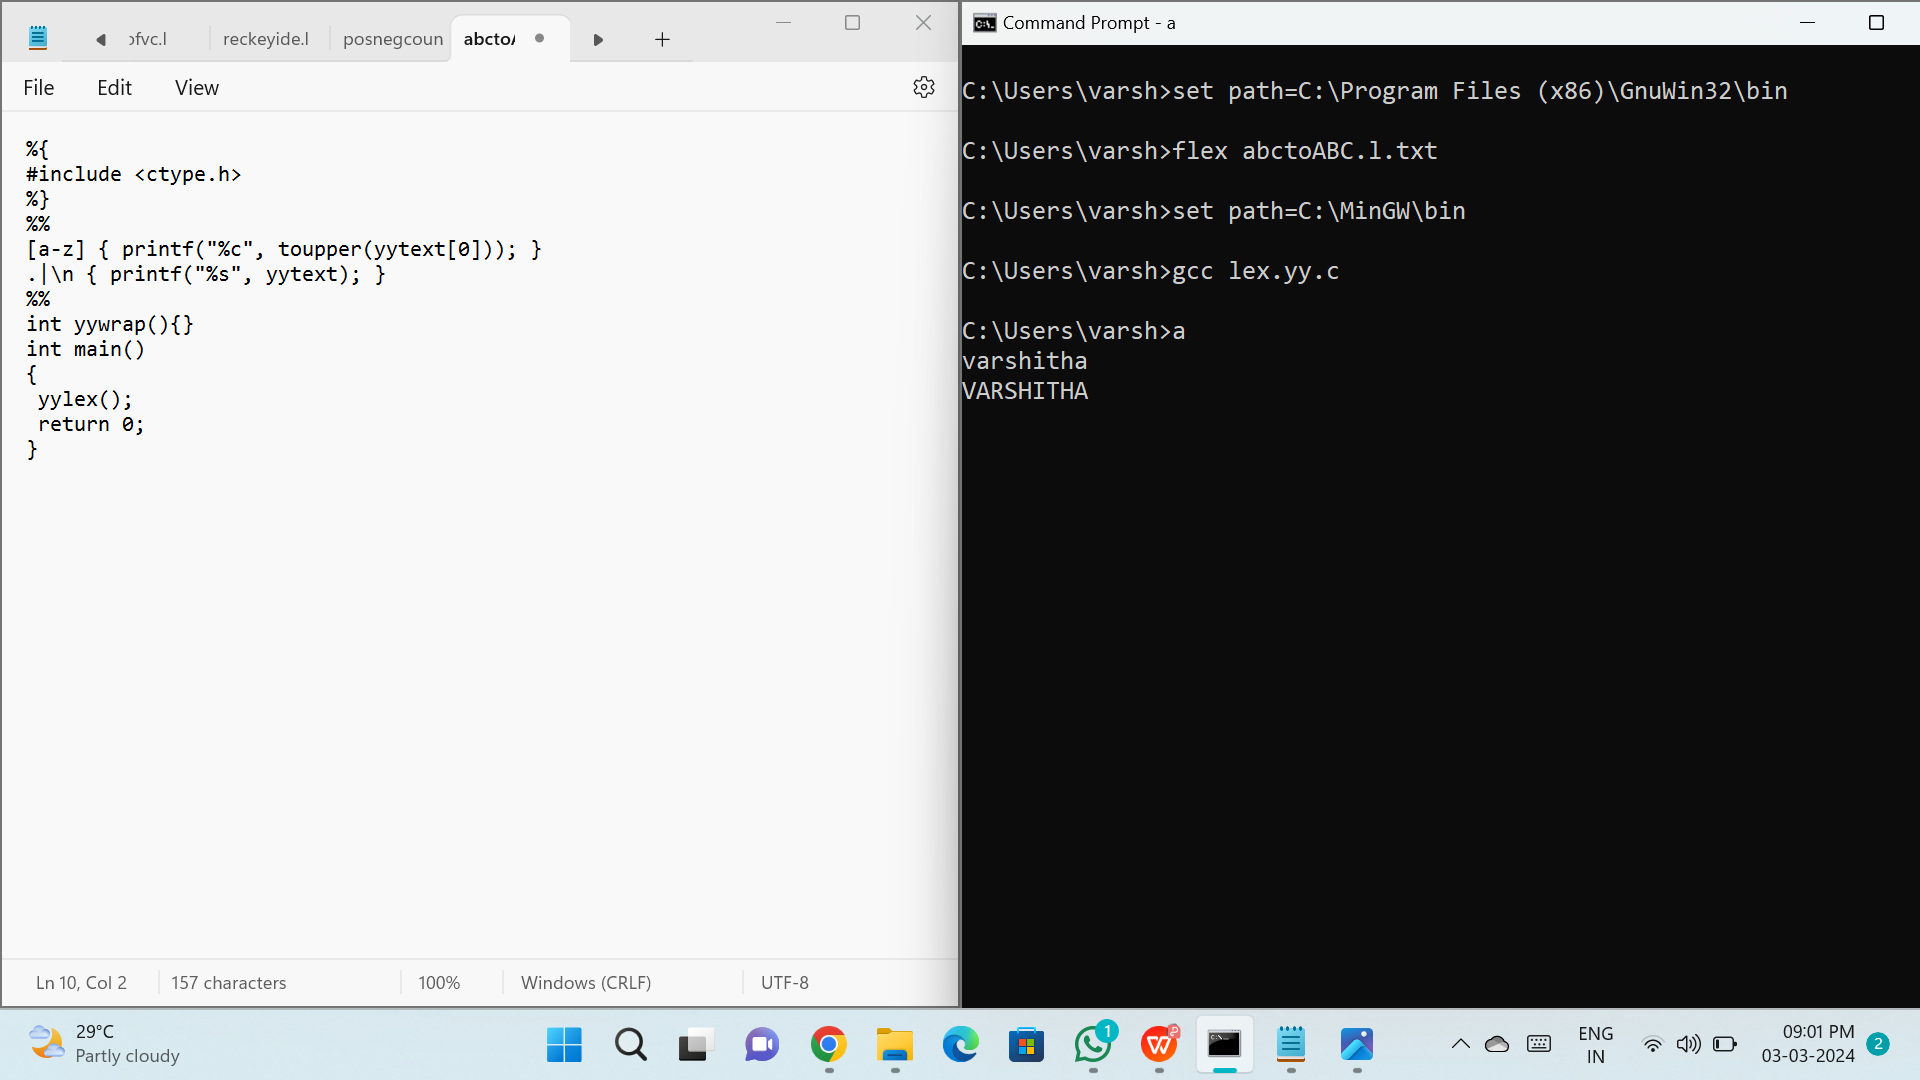 ofvc.l reckeyide.l posnegcoun abcto
File Edit View
%{
#include <ctype.h>
%}
%%
[a-z] { printf("%c", toupper(yytext[0])); }
.|\n { printf("%s", yytext); }
%%
int yywrap(){}
int main()
{
 yylex();
 return 0;
}
Ln 10, Col 2 157 characters 100% Windows (CRLF) UTF-8
Command Prompt - a
C:\Users\varsh>set path=C:\Program Files (x86)\GnuWin32\bin
C:\Users\varsh>flex abctoABC.l.txt
C:\Users\varsh>set path=C:\MinGW\bin
C:\Users\varsh>gcc lex.yy.c
C:\Users\varsh>a
varshitha
VARSHITHA
29°C
Partly cloudy
1
ENG
IN
09:01 PM
03-03-2024
2